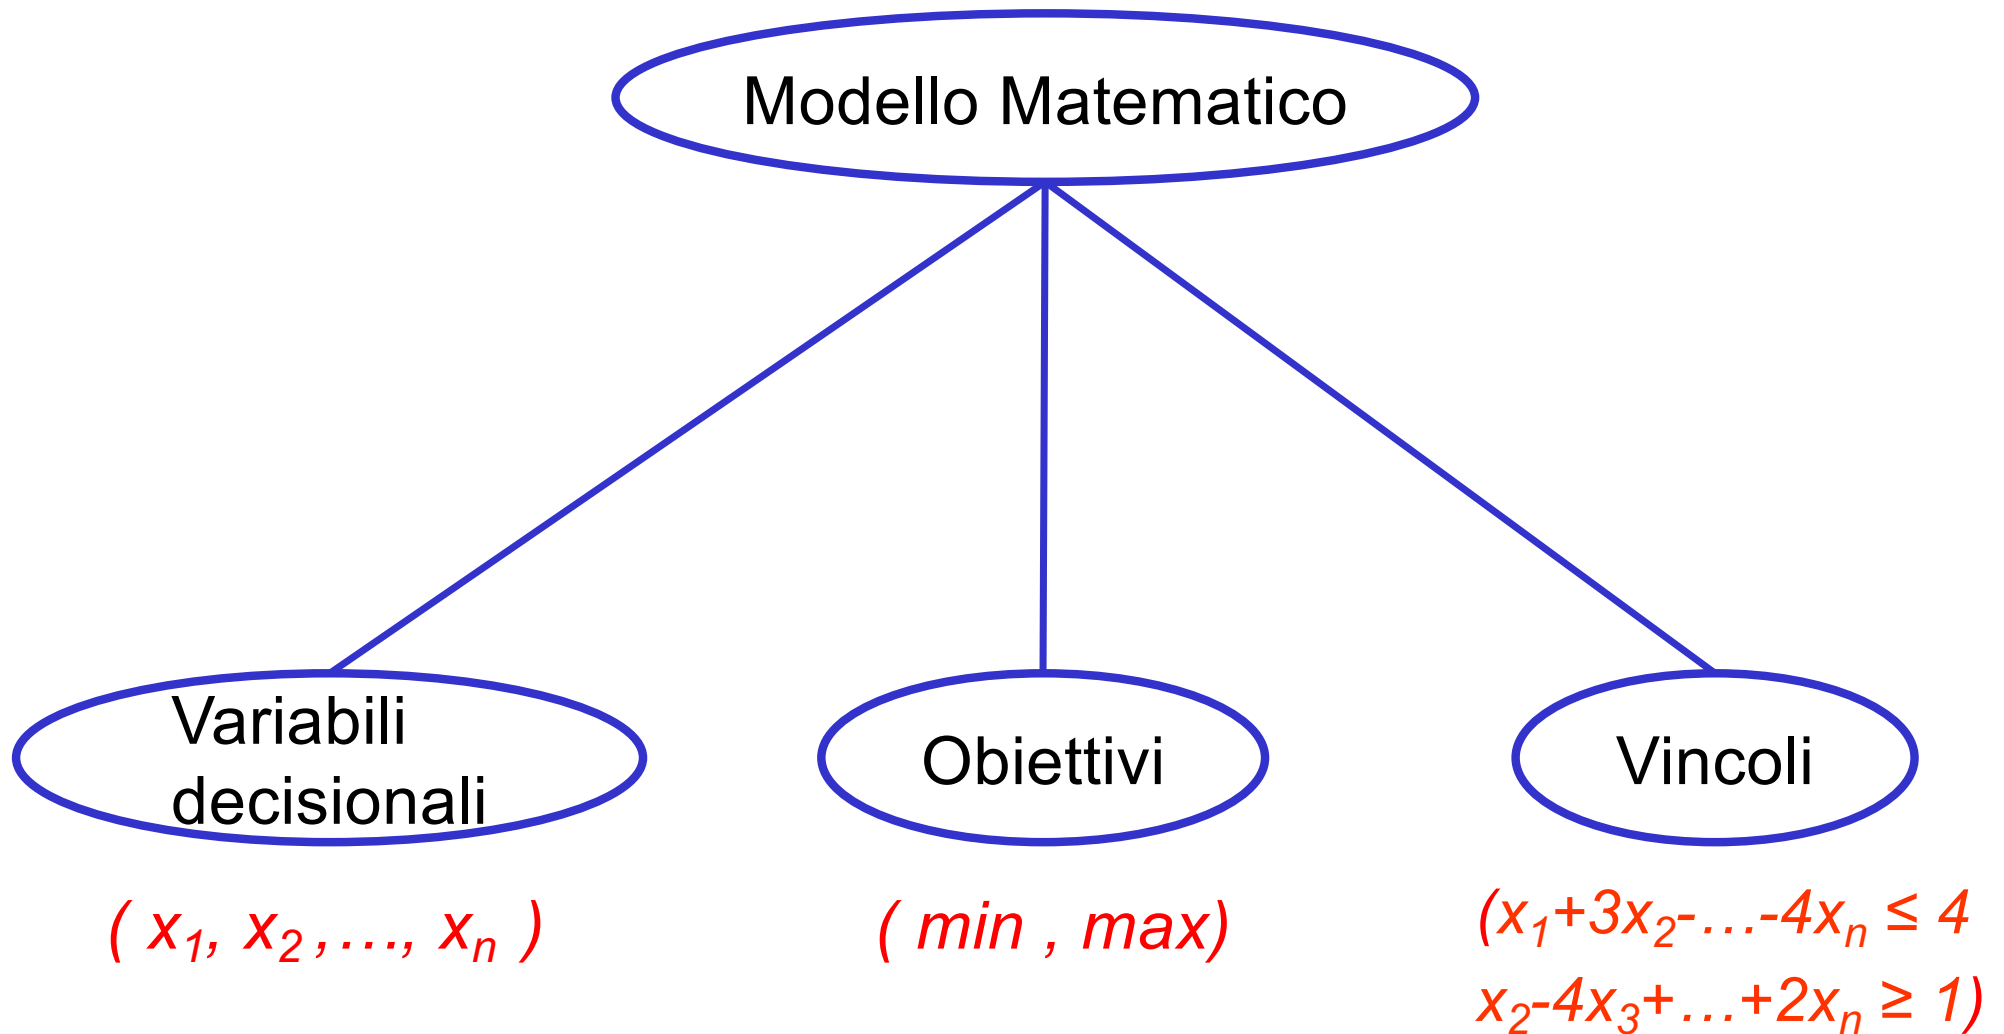 Modello Matematico
Variabili
decisionali
Obiettivi
Vincoli
( x₁, x₂ ,…, xₙ )
( min , max)
(x₁+3x₂-…-4xₙ ≤ 4
x₂-4x₃+…+2xₙ ≥ 1)